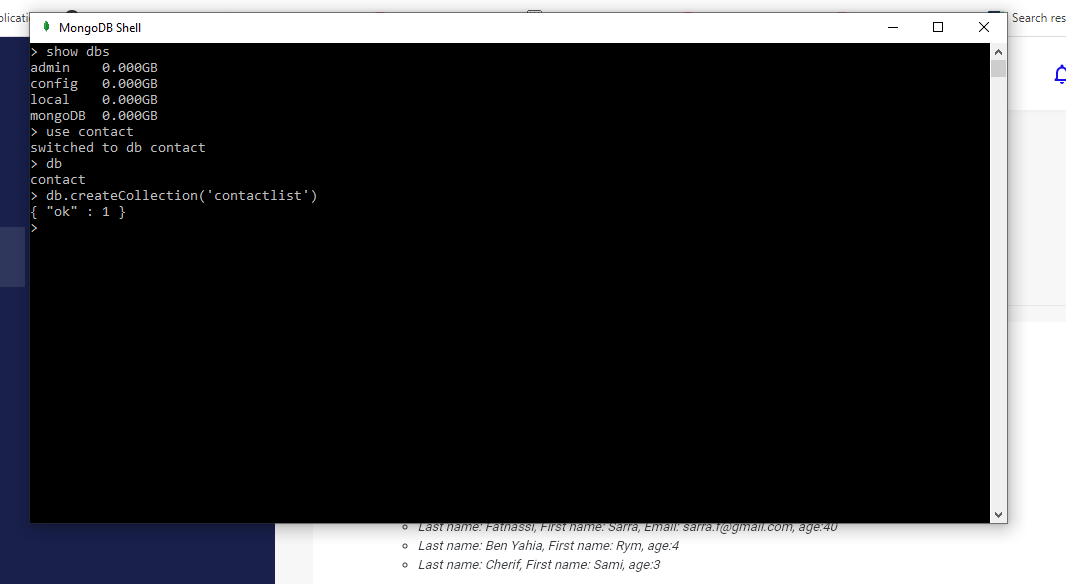 Search res
MongoDB Shell
> show dbs
admin    0.000GB
config   0.000GB
local    0.000GB
mongoDB  0.000GB
> use contact
switched to db contact
> db
contact
> db.createCollection('contactlist')
{ "ok" : 1 }
>
Last name: Fathassi, First name: Sarra, Email: sarra.f@gmail.com, age:40
Last name: Ben Yahia, First name: Rym, age:4
Last name: Cherif, First name: Sami, age:3